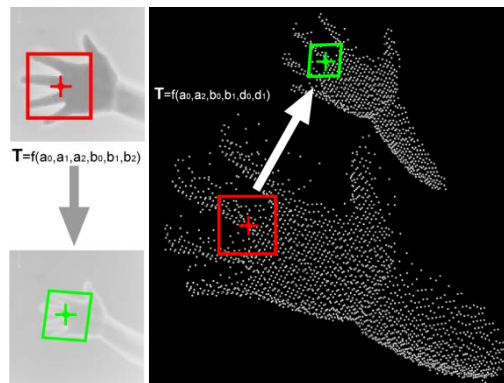 T=f(a₀,a₁,a₂,b₀,b₁,b₂)
T=f(a₀,a₂,b₀,b₁,d₀,d₁)